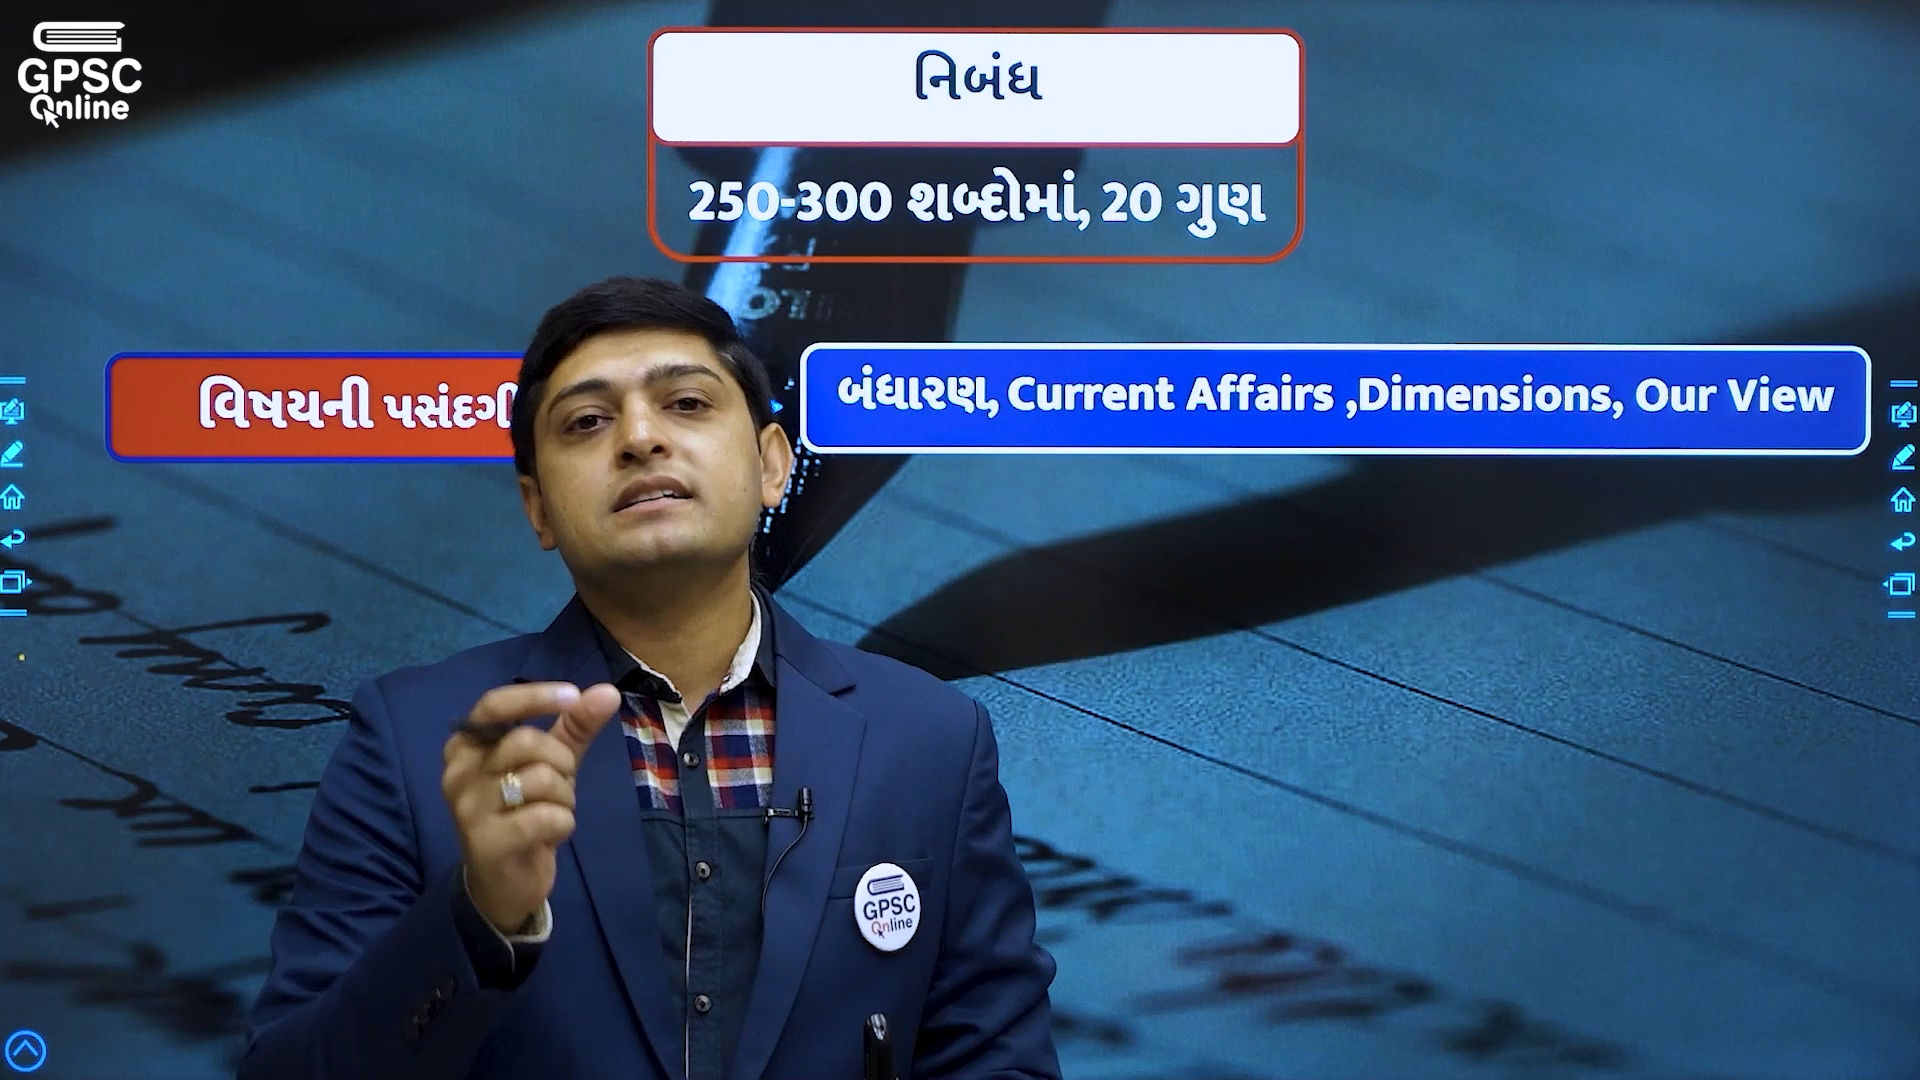 GPSC
Online
નિબંધ
250-300 શબ્દોમાં, 20 ગુણ
વિષયની પસંદગી
બંધારણ, Current Affairs ,Dimensions, Our View
GPSC
Online